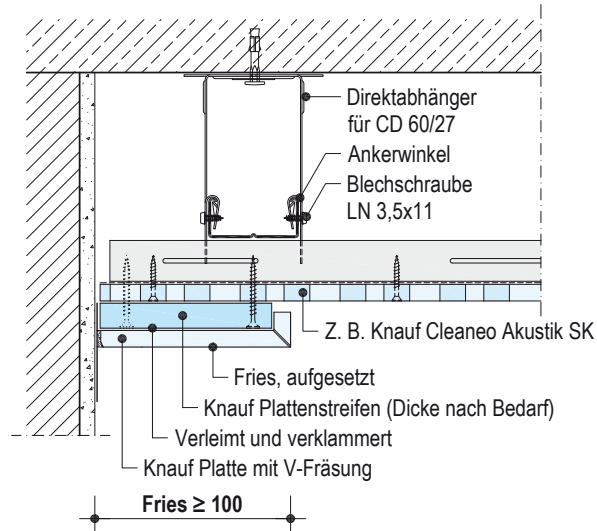 Direktabhänger
für CD 60/27
Ankerwinkel
Blechschraube
LN 3,5x11
Z. B. Knauf Cleaneo Akustik SK
Fries, aufgesetzt
Knauf Plattenstreifen (Dicke nach Bedarf)
Verleimt und verklammert
Knauf Platte mit V-Fräsung
Fries ≥ 100